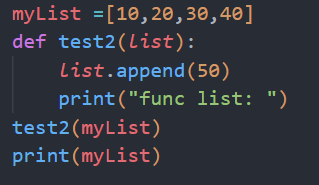 myList =[10,20,30,40]
def test2(list):
    list.append(50)
    print("func list: ")
test2(myList)
print(myList)